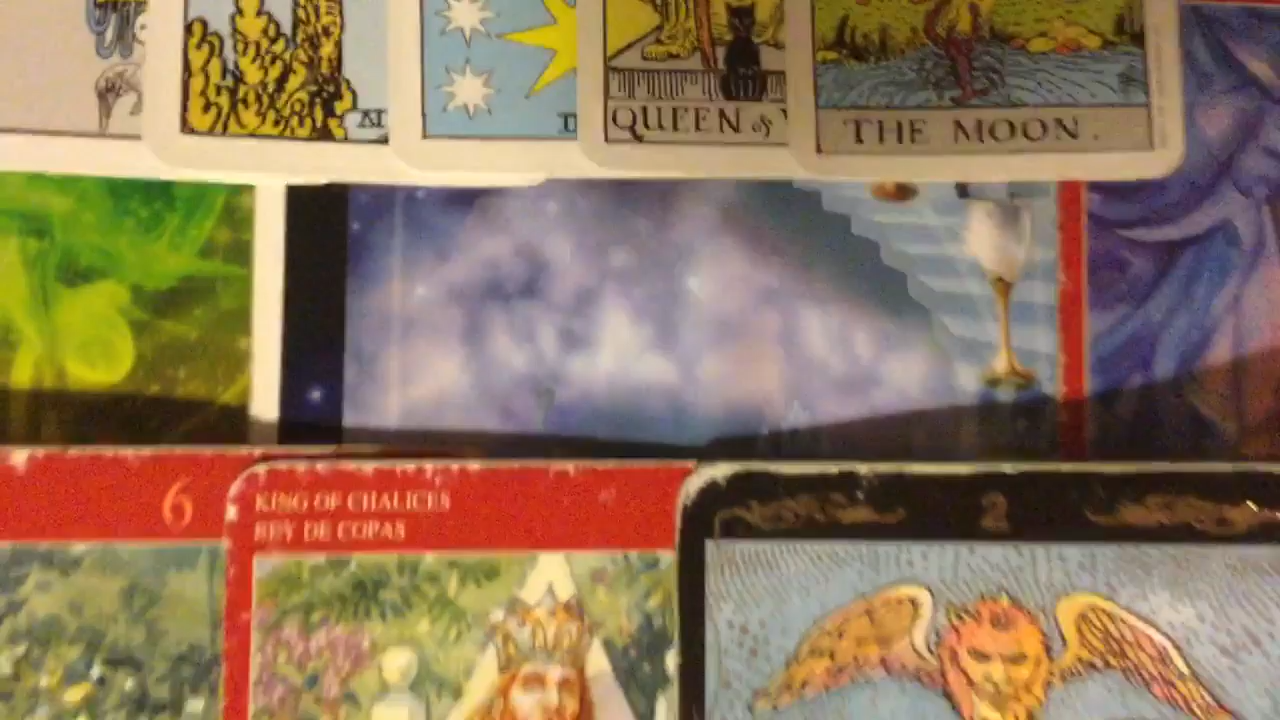 QUEEN of
THE MOON.
6
KING OF CHALICES
REY DE COPAS
2